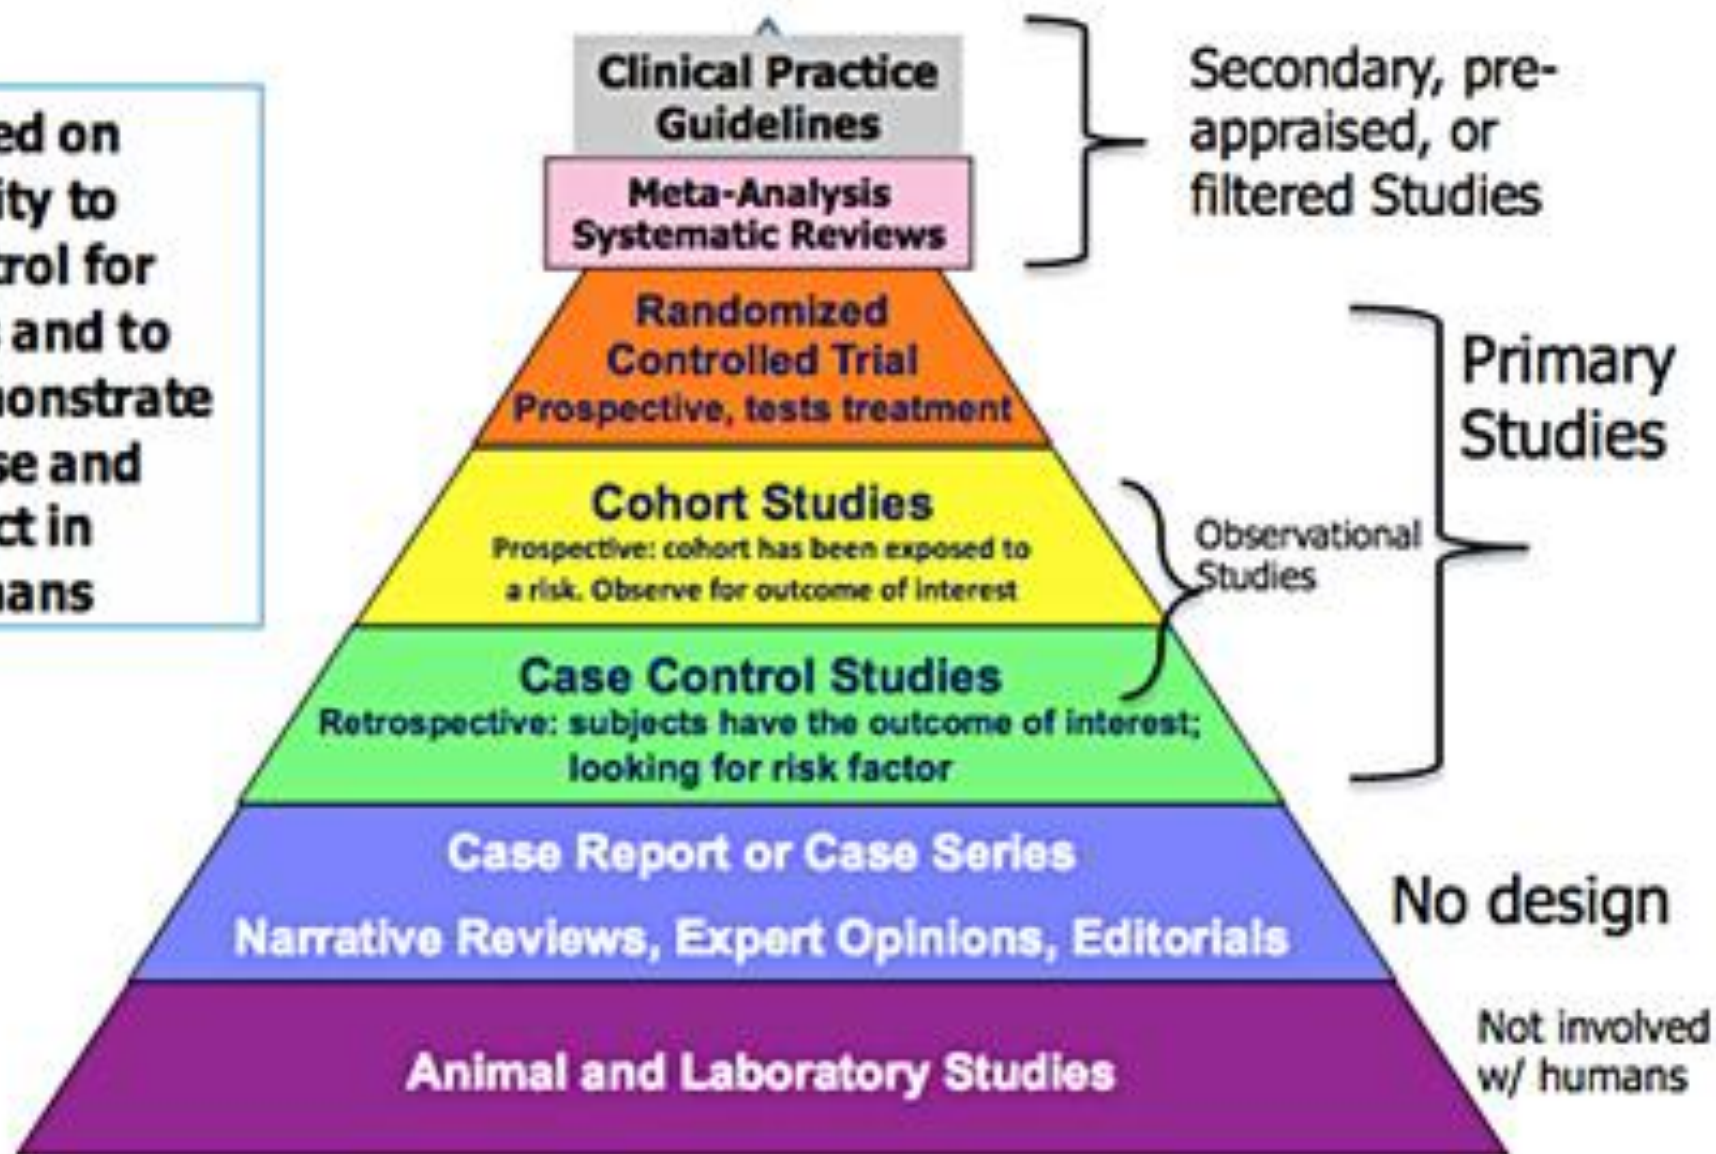 ed on
ity to
trol for
s and to
nonstrate
se and
ct in
nans
Clinical Practice
Guidelines
Meta-Analysis
Systematic Reviews
Randomized
Controlled Trial
Prospective, tests treatment
Cohort Studies
Prospective: cohort has been exposed to
a risk. Observe for outcome of interest
Case Control Studies
Retrospective: subjects have the outcome of interest;
looking for risk factor
Case Report or Case Series
Narrative Reviews, Expert Opinions, Editorials
Animal and Laboratory Studies
Secondary, pre-
appraised, or
filtered Studies
Primary
Studies
Observational
Studies
No design
Not involved
w/ humans